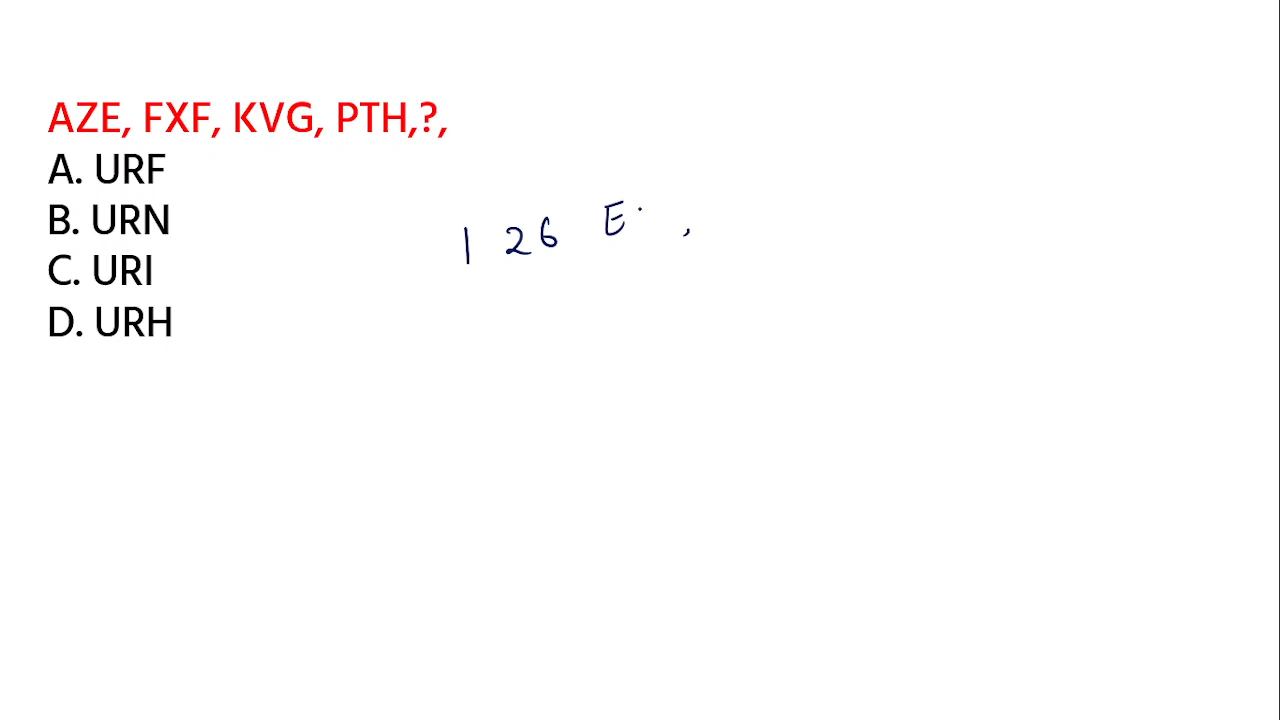 AZE, FXF, KVG, PTH,?,
A. URF
B. URN
C. URI
D. URH
1 26 E. ,